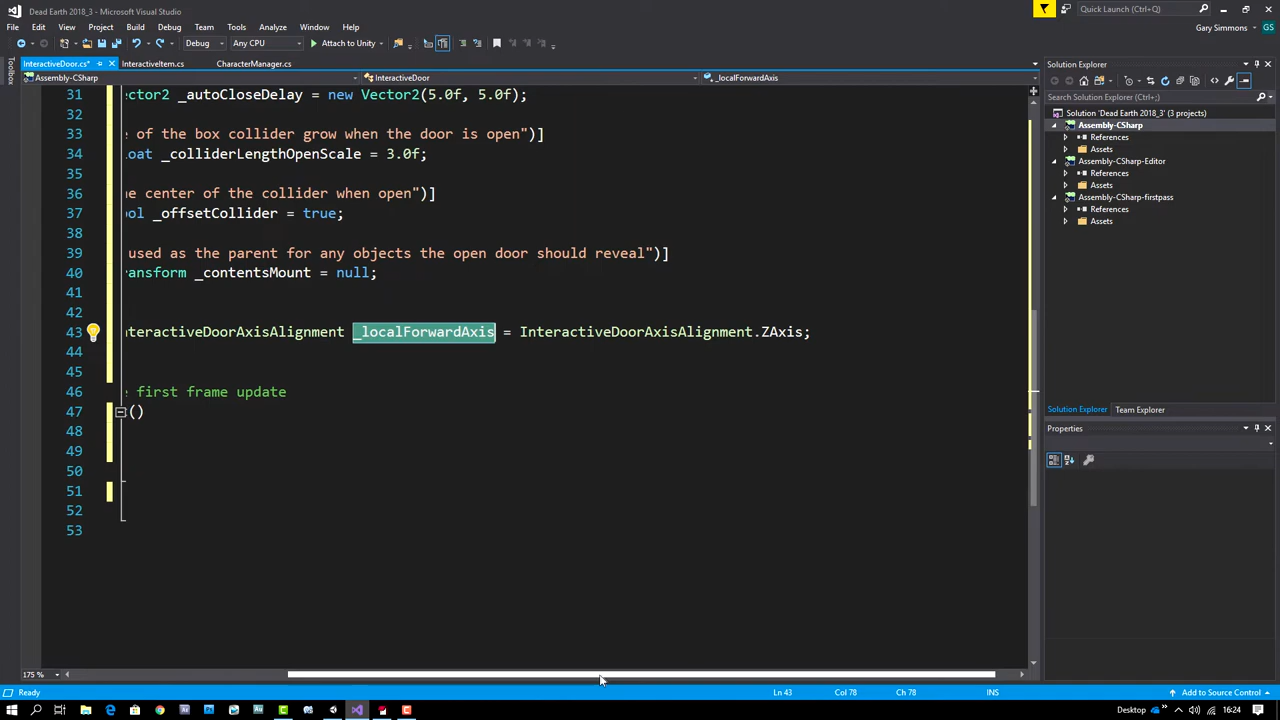 Dead Earth 2018_3 - Microsoft Visual Studio
Quick Launch (Ctrl+;)
File Edit View Project Build Debug Team Tools Analyze Window Help
Gary Simmons GS
Debug Any CPU Attach to Unity
InteractiveDoor.cs* InteractiveItem.cs CharacterManager.cs
Assembly-CSharp InteractiveDoor _localForwardAxis
Toolbox
31 ector2 _autoCloseDelay = new Vector2(5.0f, 5.0f);
32
33 e of the box collider grow when the door is open")]
34 loat _colliderLengthOpenScale = 3.0f;
35
36 he center of the collider when open")]
37 ool _offsetCollider = true;
38
39 used as the parent for any objects the open door should reveal")]
40 ransform _contentsMount = null;
41
42
43 nteractiveDoorAxisAlignment _localForwardAxis = InteractiveDoorAxisAlignment.ZAxis;
44
45
46 first frame update
47 ()
48
49
50
51
52
53
175 %
Solution Explorer
Search Solution Explorer (Ctrl+;)
Solution 'Dead Earth 2018_3' (3 projects)
Assembly-CSharp
References
Assets
Assembly-CSharp-Editor
References
Assets
Assembly-CSharp-firstpass
References
Assets
Solution Explorer Team Explorer
Properties
Ready Ln 43 Col 78 Ch 78 INS Add to Source Control
Desktop 16:24